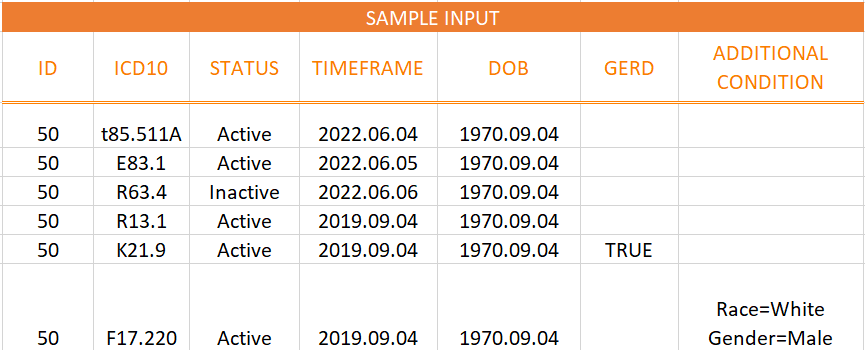 SAMPLE INPUT
ID ICD10 STATUS TIMEFRAME DOB GERD ADDITIONAL CONDITION
50 t85.511A Active 2022.06.04 1970.09.04
50 E83.1 Active 2022.06.05 1970.09.04
50 R63.4 Inactive 2022.06.06 1970.09.04
50 R13.1 Active 2019.09.04 1970.09.04
50 K21.9 Active 2019.09.04 1970.09.04 TRUE
Race=White
50 F17.220 Active 2019.09.04 1970.09.04 Gender=Male